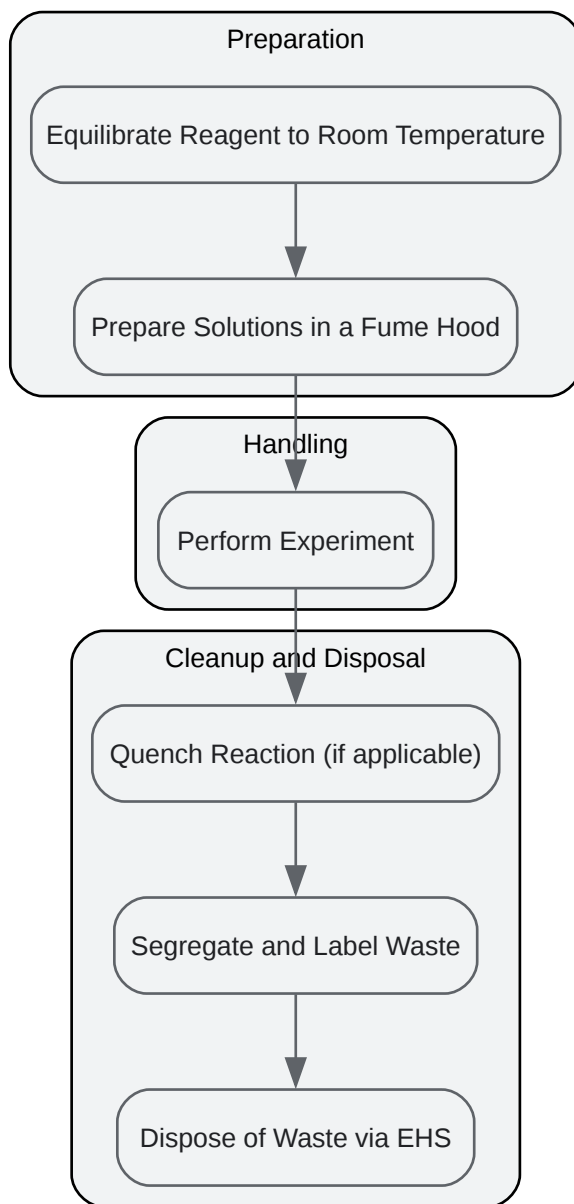 Preparation
Equilibrate Reagent to Room Temperature
Prepare Solutions in a Fume Hood
Handling
Perform Experiment
Cleanup and Disposal
Quench Reaction (if applicable)
Segregate and Label Waste
Dispose of Waste via EHS